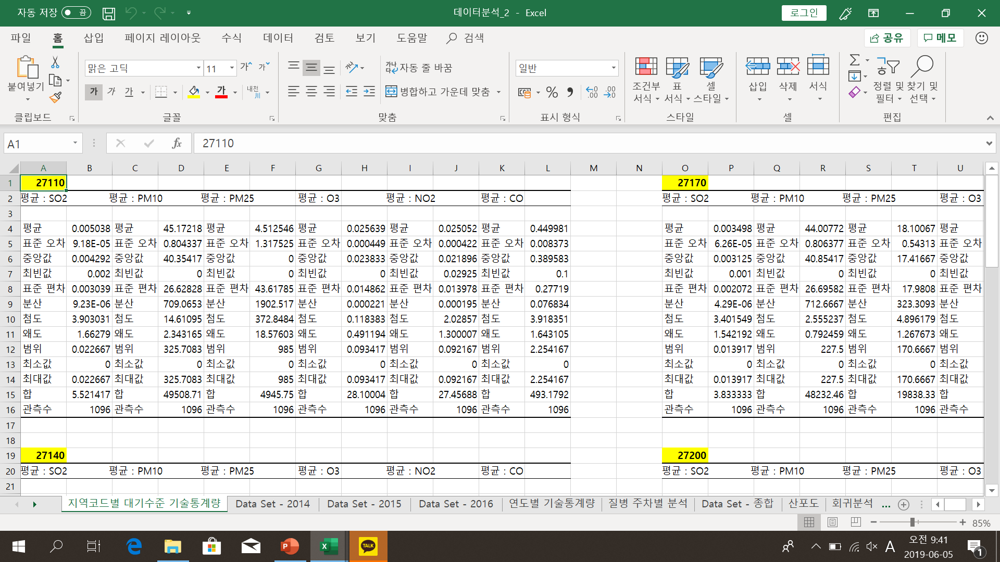 자동 저장 끔 데이터분석_2 - Excel 로그인
파일 홈 삽입 페이지 레이아웃 수식 데이터 검토 보기 도움말 검색 공유 메모
붙여넣기 맑은 고딕 11 가 가 자동 줄 바꿈 일반 조건부 서식 표 서식 셀 스타일 삽입 삭제 서식 정렬 및 필터 찾기 및 선택
가 가 가 가 내천 병합하고 가운데 맞춤 % .00 .00
클립보드 글꼴 맞춤 표시 형식 스타일 셀 편집
A1 fx 27110
A B C D E F G H I J K L M N O P Q R S T U
1 27110 27170
2 평균 : SO2 평균 : PM10 평균 : PM25 평균 : O3 평균 : NO2 평균 : CO 평균 : SO2 평균 : PM10 평균 : PM25 평균 : O3
3
4 평균 0.005038 평균 45.17218 평균 4.512546 평균 0.025639 평균 0.025052 평균 0.449981 평균 0.003498 평균 44.00772 평균 18.10067 평균
5 표준 오차 9.18E-05 표준 오차 0.804337 표준 오차 1.317525 표준 오차 0.000449 표준 오차 0.000422 표준 오차 0.008373 표준 오차 6.26E-05 표준 오차 0.806377 표준 오차 0.54313 표준 오차
6 중앙값 0.004292 중앙값 40.35417 중앙값 0 중앙값 0.023833 중앙값 0.021896 중앙값 0.389583 중앙값 0.003125 중앙값 40.85417 중앙값 17.41667 중앙값
7 최빈값 0.002 최빈값 0 최빈값 0 최빈값 0 최빈값 0.02925 최빈값 0.1 최빈값 0.001 최빈값 0 최빈값 0 최빈값
8 표준 편차 0.003039 표준 편차 26.62828 표준 편차 43.61785 표준 편차 0.014862 표준 편차 0.013978 표준 편차 0.27719 표준 편차 0.002072 표준 편차 26.69582 표준 편차 17.9808 표준 편차
9 분산 9.23E-06 분산 709.0653 분산 1902.517 분산 0.000221 분산 0.000195 분산 0.076834 분산 4.29E-06 분산 712.6667 분산 323.3093 분산
10 첨도 3.903031 첨도 14.61095 첨도 372.8484 첨도 0.118383 첨도 2.02857 첨도 3.918351 첨도 3.401549 첨도 2.555237 첨도 4.896179 첨도
11 왜도 1.66279 왜도 2.343165 왜도 18.57603 왜도 0.491194 왜도 1.300007 왜도 1.643105 왜도 1.542192 왜도 0.792459 왜도 1.267673 왜도
12 범위 0.022667 범위 325.7083 범위 985 범위 0.093417 범위 0.092167 범위 2.254167 범위 0.013917 범위 227.5 범위 170.6667 범위
13 최소값 0 최소값 0 최소값 0 최소값 0 최소값 0 최소값 0 최소값 0 최소값 0 최소값 0 최소값
14 최대값 0.022667 최대값 325.7083 최대값 985 최대값 0.093417 최대값 0.092167 최대값 2.254167 최대값 0.013917 최대값 227.5 최대값 170.6667 최대값
15 합 5.521417 합 49508.71 합 4945.75 합 28.10004 합 27.45688 합 493.1792 합 3.833333 합 48232.46 합 19838.33 합
16 관측수 1096 관측수 1096 관측수 1096 관측수 1096 관측수 1096 관측수 1096 관측수 1096 관측수 1096 관측수 1096 관측수
17
18
19 27140 27200
20 평균 : SO2 평균 : PM10 평균 : PM25 평균 : O3 평균 : NO2 평균 : CO 평균 : SO2 평균 : PM10 평균 : PM25 평균 : O3
21
지역코드별 대기수준 기술통계량 Data Set - 2014 Data Set - 2015 Data Set - 2016 연도별 기술통계량 질병 주차별 분석 Data Set - 종합 산포도 회귀분석 ...
85%
TALK A 오전 9:41
2019-06-05 1